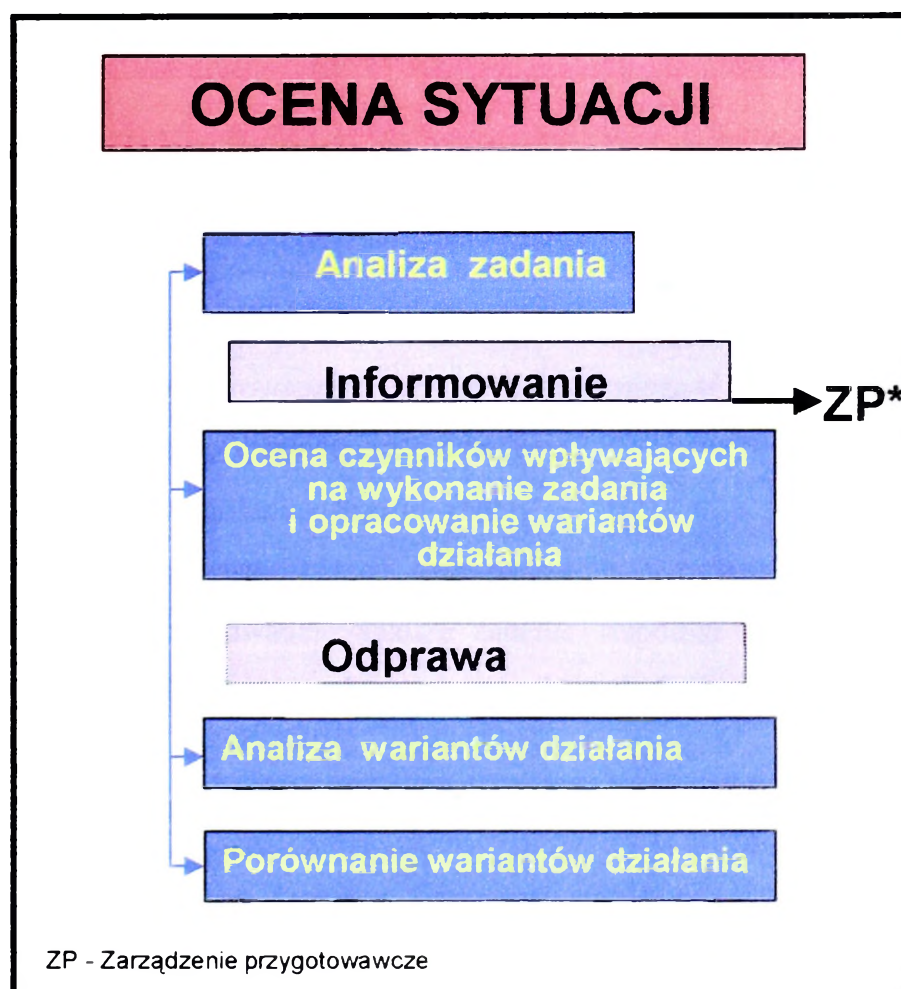 OCENA SYTUACJI
Analiza zadania
Informowanie
ZP*
Ocena czynników wpływających
na wykonanie zadania
i opracowanie wariantów
działania
Odprawa
Analiza wariantów działania
Porównanie wariantów działania
ZP - Zarządzenie przygotowawcze